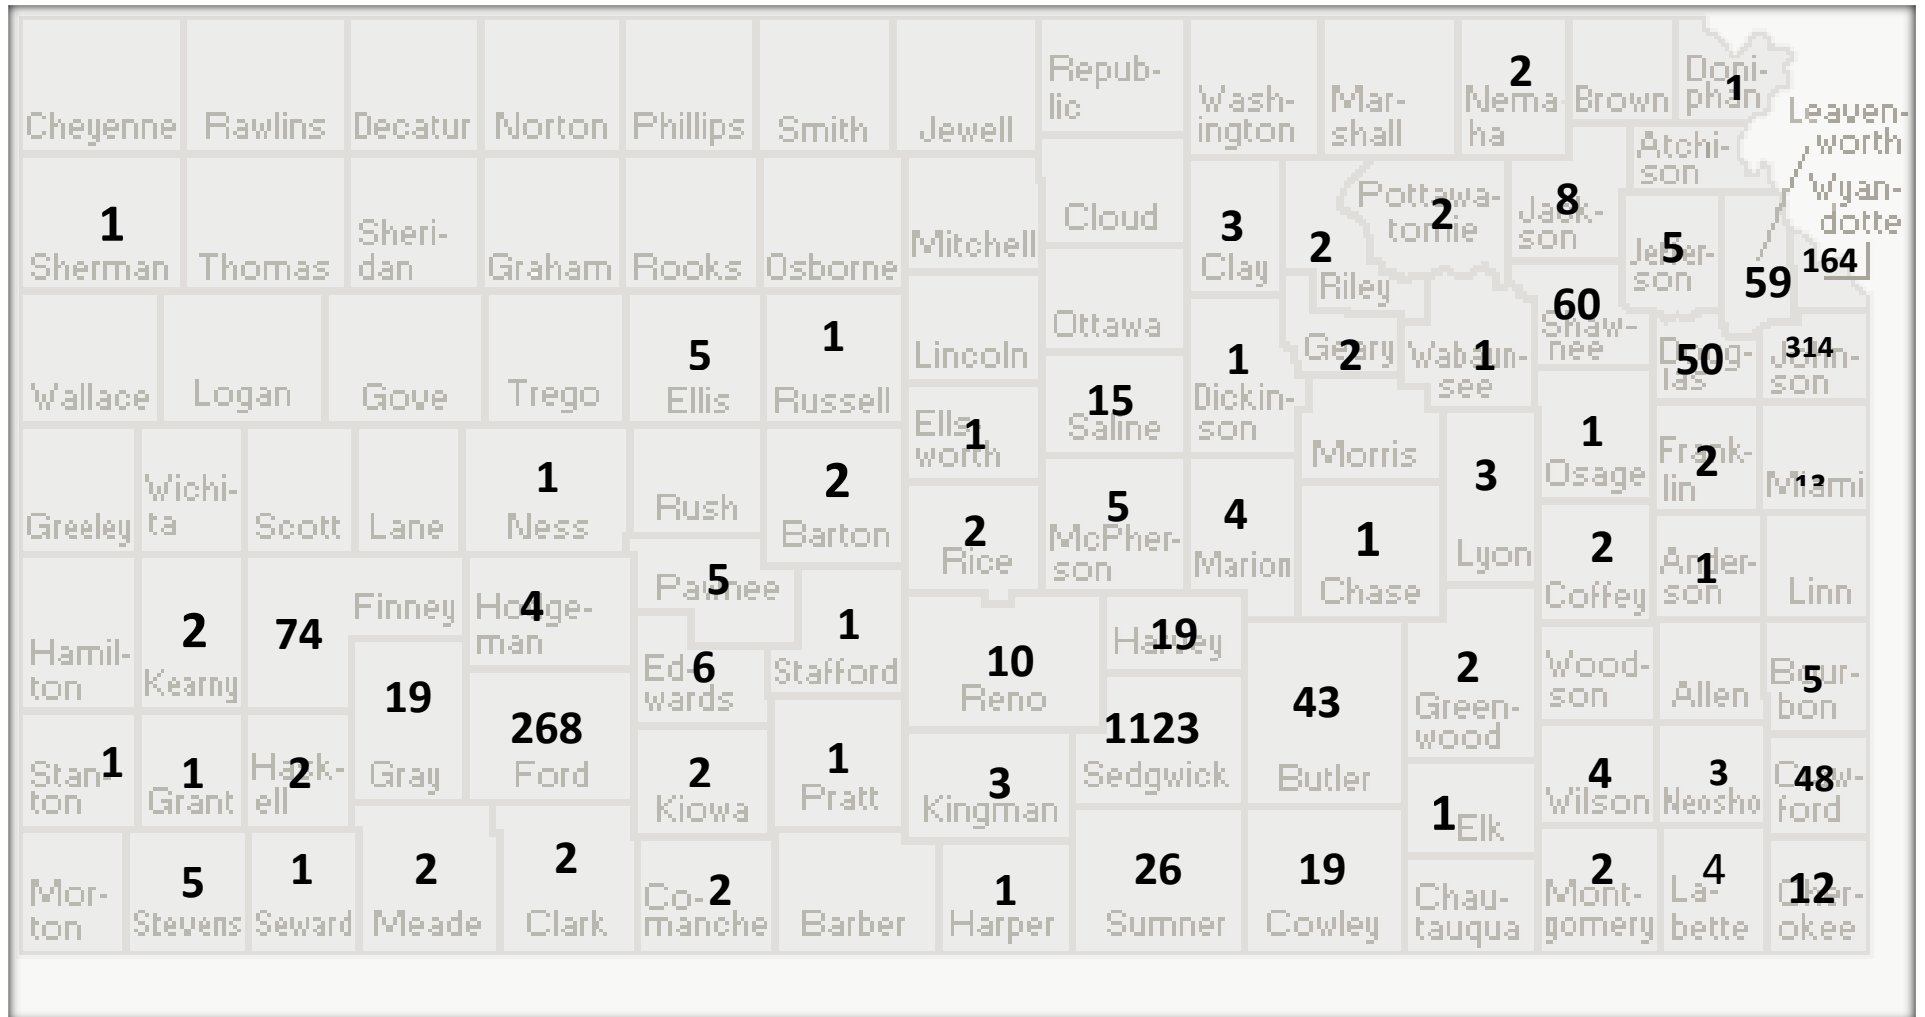 Cheyenne
Rawlins
Decatur
Norton
Phillips
Smith
Jewell
Repub-
lic
Wash-
ington
Mar-
shall
2
Nema
ha
Brown
Doni-
phan
1
Leaven-
worth
Atchi-
son
Wyan-
dotte
164
1
Sherman
Thomas
Sheri-
dan
Graham
Rooks
Osborne
Mitchell
Cloud
3
Clay
2
Riley
Pottawa-
tomie
2
8
Jack-
son
5
Jeffer-
son
59
Wallace
Logan
Gove
Trego
5
Ellis
1
Russell
Lincoln
Ottawa
15
Saline
1
Dickin-
son
Geary
2
Wabaun-
see
1
60
Shaw-
nee
Doug-
las
50
314
John-
son
Ells-
worth
1
Morris
3
Lyon
1
Osage
Frank-
lin
2
13
Miami
Greeley
Wichi-
ta
Scott
Lane
1
Ness
Rush
2
Barton
2
Rice
5
McPher-
son
4
Marion
1
Chase
2
Coffey
Ander-
son
1
Linn
Hamil-
ton
2
Kearny
74
Finney
Hodge-
man
4
Pawnee
5
1
Stafford
10
Reno
19
Harvey
43
Butler
2
Green-
wood
Wood-
son
Allen
Bour-
bon
5
19
Gray
268
Ford
Ed-
wards
6
1123
Sedgwick
Stan-
ton
1
1
Grant
Hask-
ell
2
2
Kiowa
1
Pratt
3
Kingman
1
Elk
4
Wilson
3
Neosho
Craw-
ford
48
Mor-
ton
5
Stevens
1
Seward
2
Meade
2
Clark
Co-
manche
2
Barber
1
Harper
26
Sumner
19
Cowley
Chau-
tauqua
2
Mont-
gomery
4
La-
bette
12
Cher-
okee